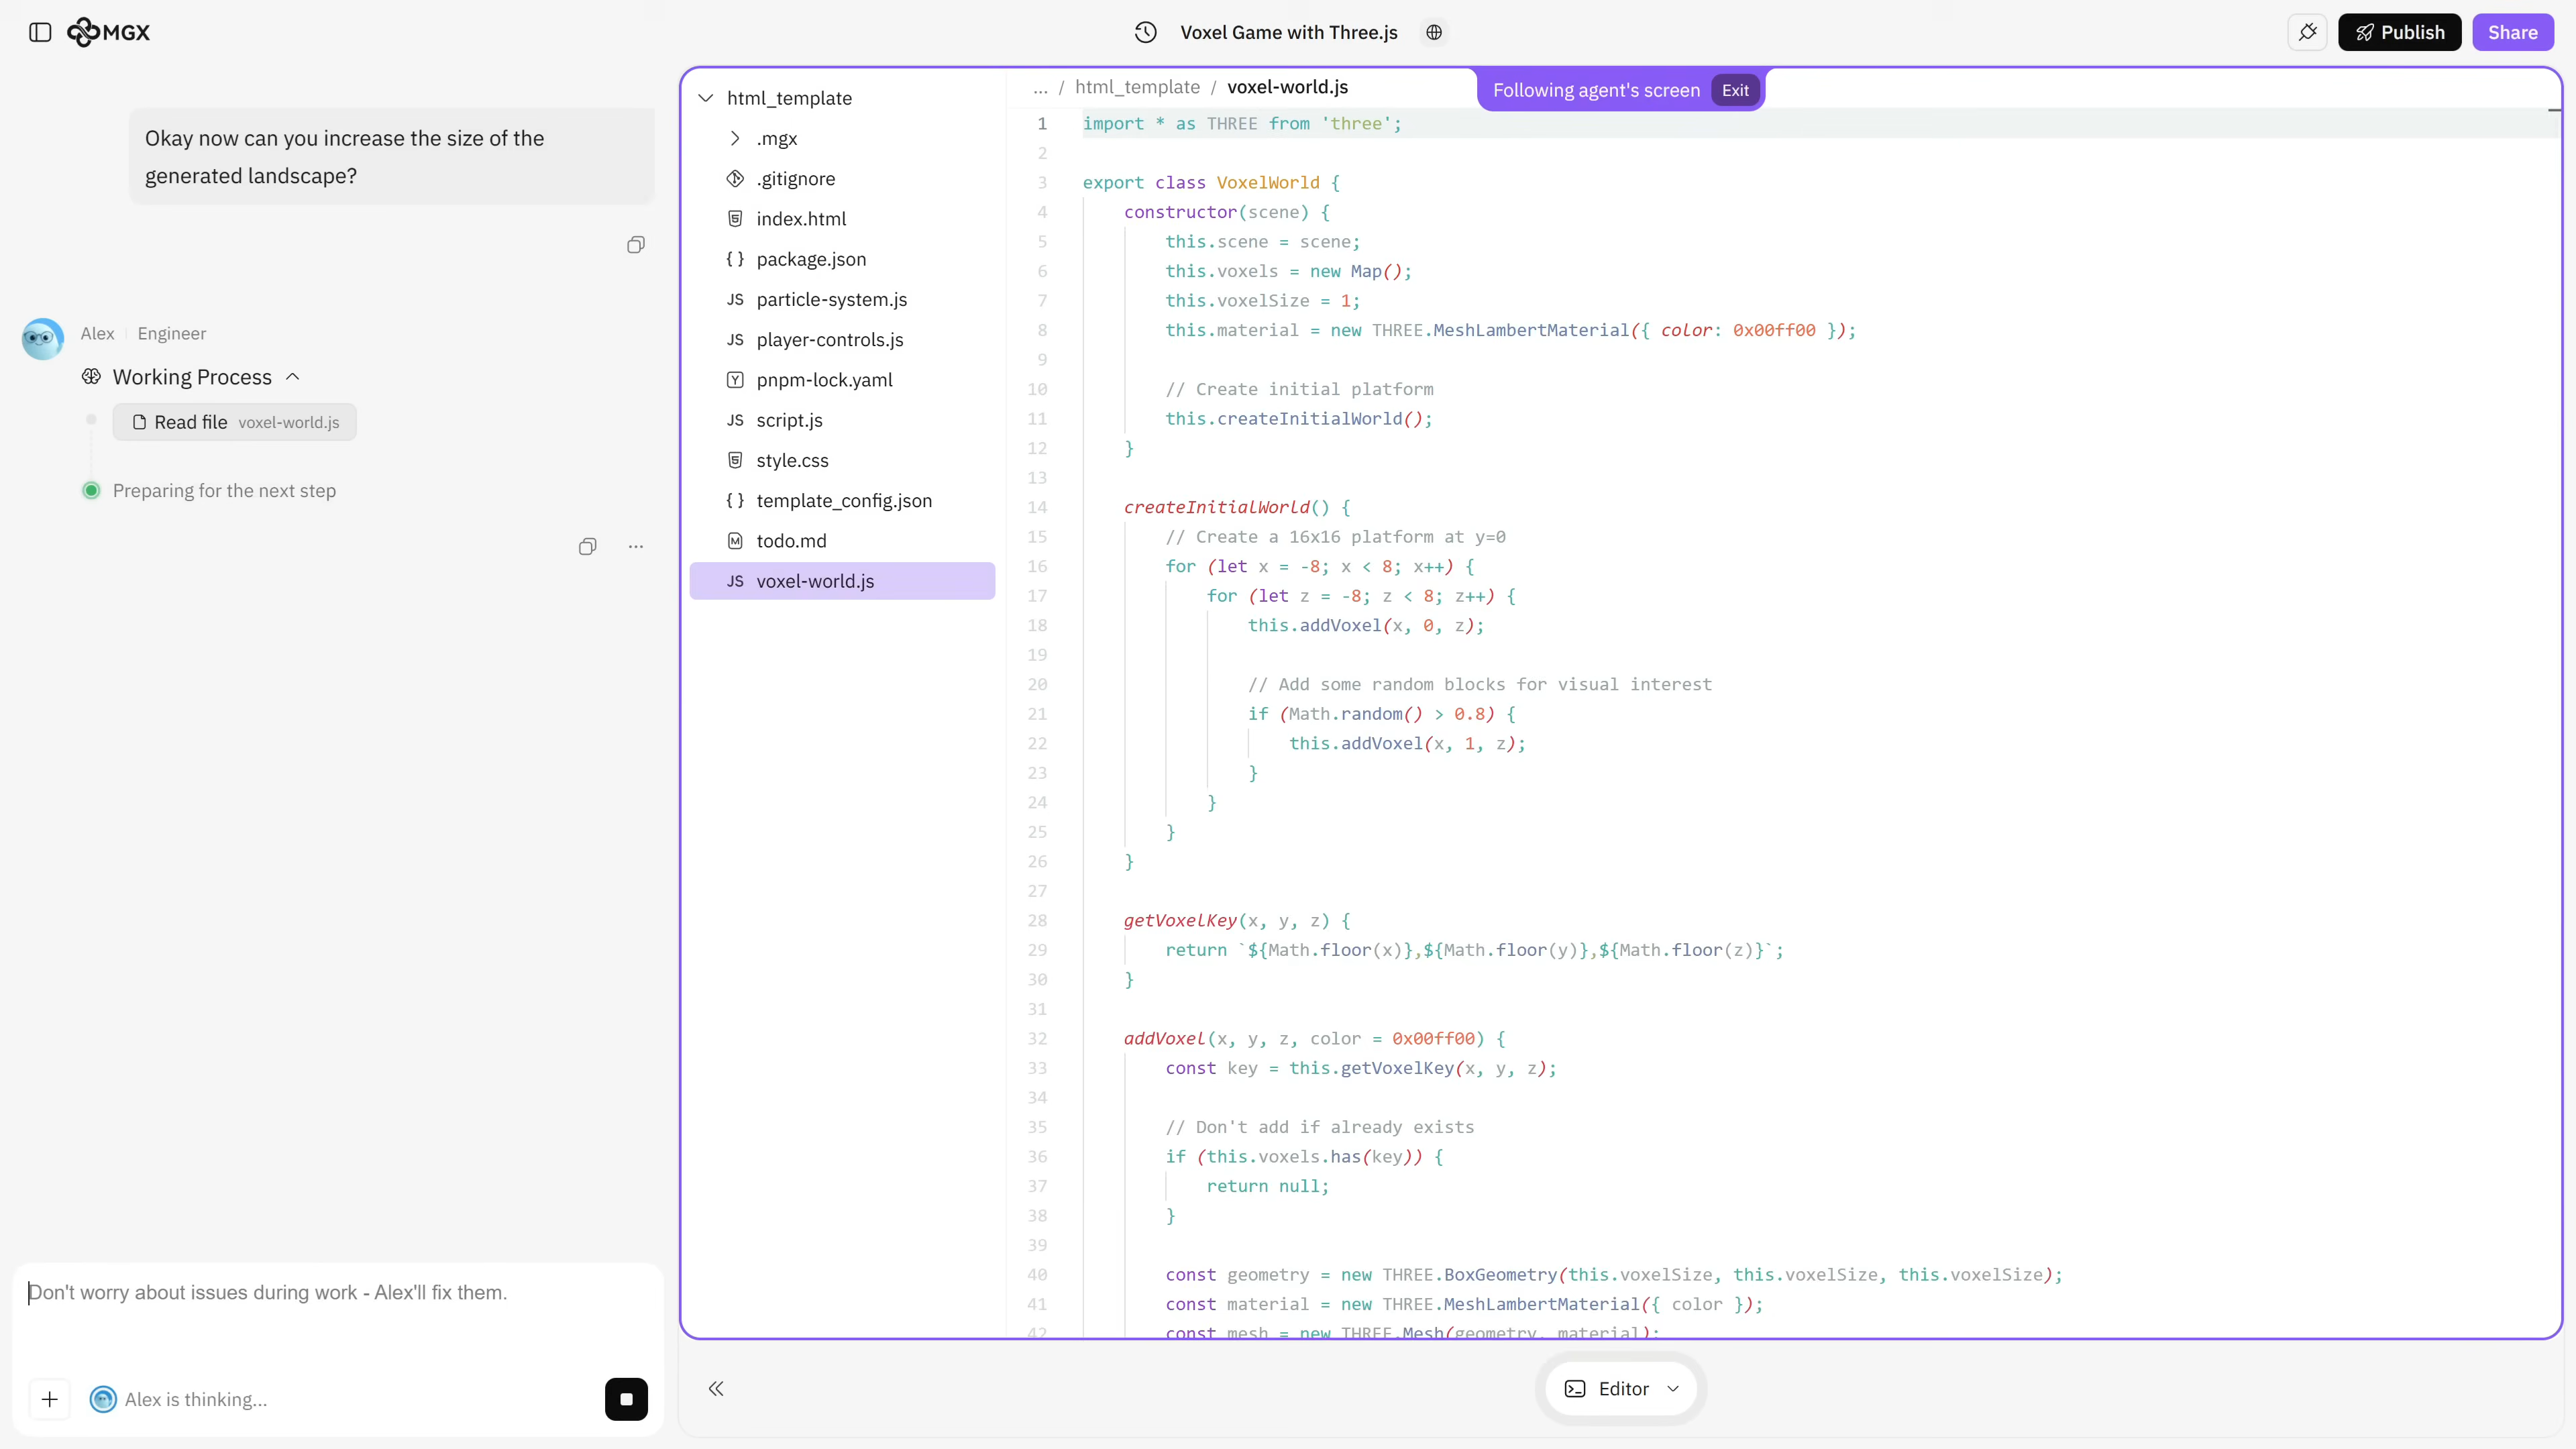 MGX
Voxel Game with Three.js
Publish
Share
Okay now can you increase the size of the
generated landscape?
Alex
Engineer
Working Process
Read file voxel-world.js
Preparing for the next step
Don't worry about issues during work - Alex'll fix them.
Alex is thinking...
html_template
.mgx
.gitignore
index.html
{ } package.json
JS particle-system.js
JS player-controls.js
pnpm-lock.yaml
JS script.js
style.css
{ } template_config.json
todo.md
JS voxel-world.js
... / html_template / voxel-world.js
Following agent's screen Exit
1 import * as THREE from 'three';
2
3 export class VoxelWorld {
4 constructor(scene) {
5 this.scene = scene;
6 this.voxels = new Map();
7 this.voxelSize = 1;
8 this.material = new THREE.MeshLambertMaterial({ color: 0x00ff00 });
9
10 // Create initial platform
11 this.createInitialWorld();
12 }
13
14 createInitialWorld() {
15 // Create a 16x16 platform at y=0
16 for (let x = -8; x < 8; x++) {
17 for (let z = -8; z < 8; z++) {
18 this.addVoxel(x, 0, z);
19
20 // Add some random blocks for visual interest
21 if (Math.random() > 0.8) {
22 this.addVoxel(x, 1, z);
23 }
24 }
25 }
26 }
27
28 getVoxelKey(x, y, z) {
29 return `${Math.floor(x)},${Math.floor(y)},${Math.floor(z)}`;
30 }
31
32 addVoxel(x, y, z, color = 0x00ff00) {
33 const key = this.getVoxelKey(x, y, z);
34
35 // Don't add if already exists
36 if (this.voxels.has(key)) {
37 return null;
38 }
39
40 const geometry = new THREE.BoxGeometry(this.voxelSize, this.voxelSize, this.voxelSize);
41 const material = new THREE.MeshLambertMaterial({ color });
42 const mesh = new THREE.Mesh(geometry, material);
Editor